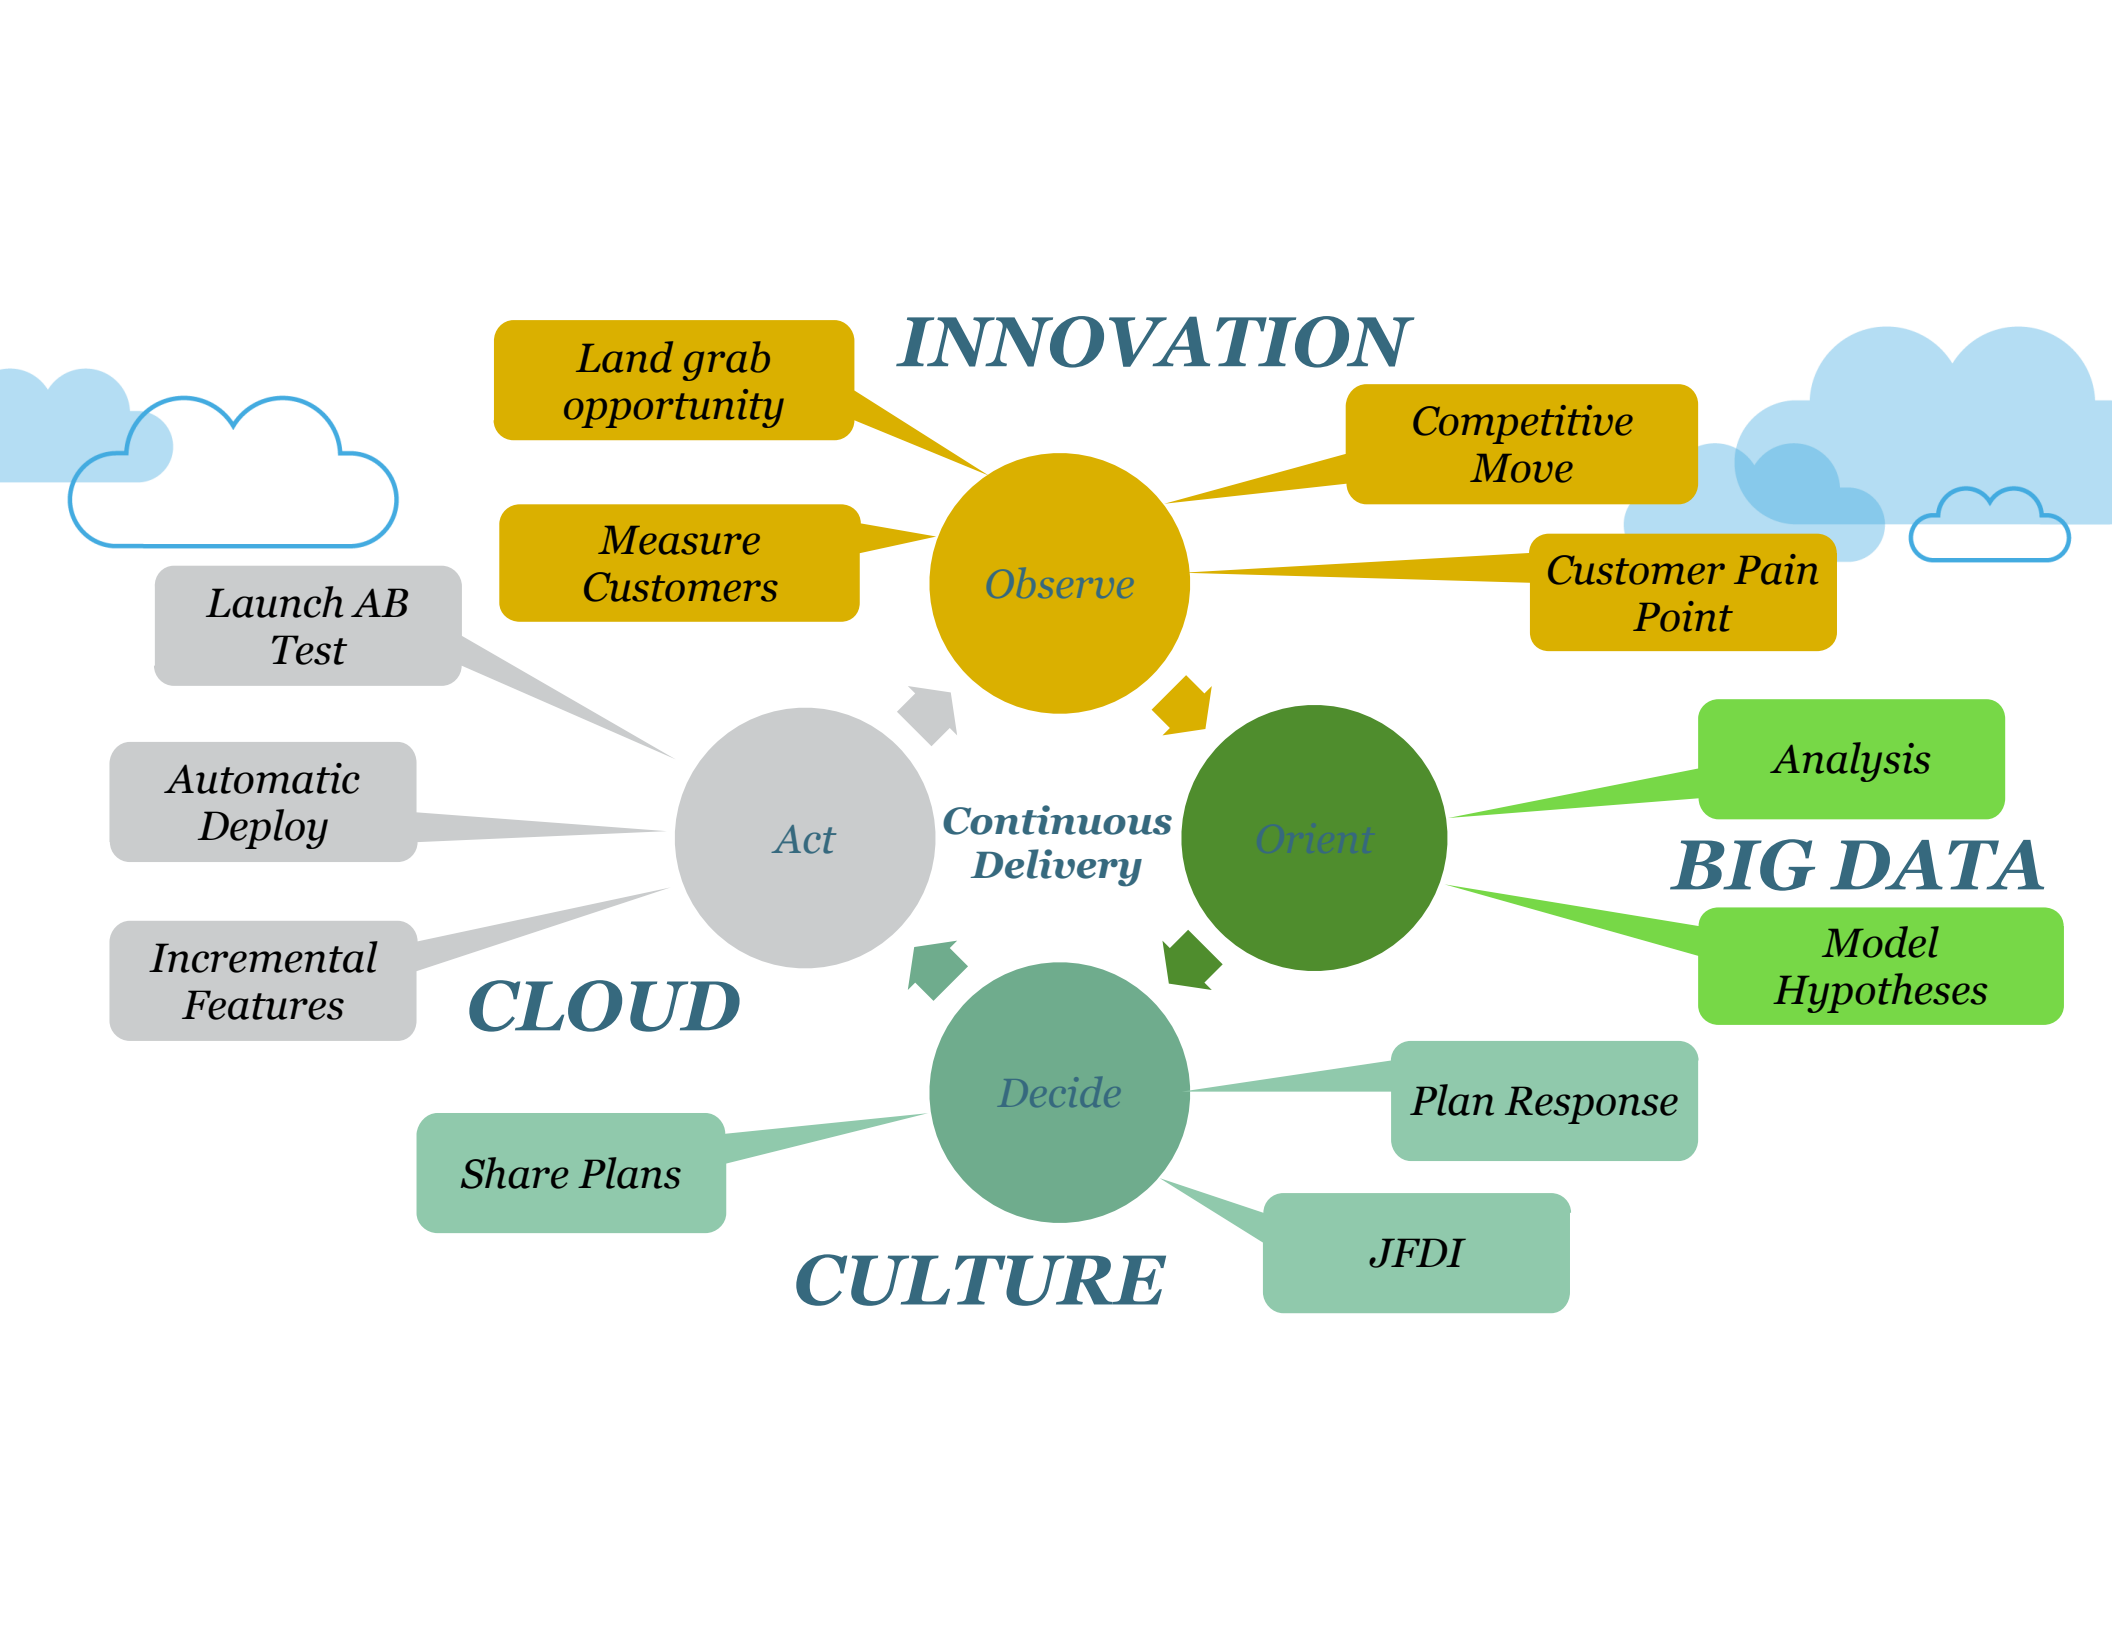 INNOVATION
Land grab
opportunity
Competitive
Move
Measure
Customers
Observe
Customer Pain
Point
Launch AB
Test
Analysis
Automatic
Deploy
Act
Continuous
Delivery
Orient
BIG DATA
Model
Hypotheses
Incremental
Features
CLOUD
Decide
Plan Response
Share Plans
JFDI
CULTURE